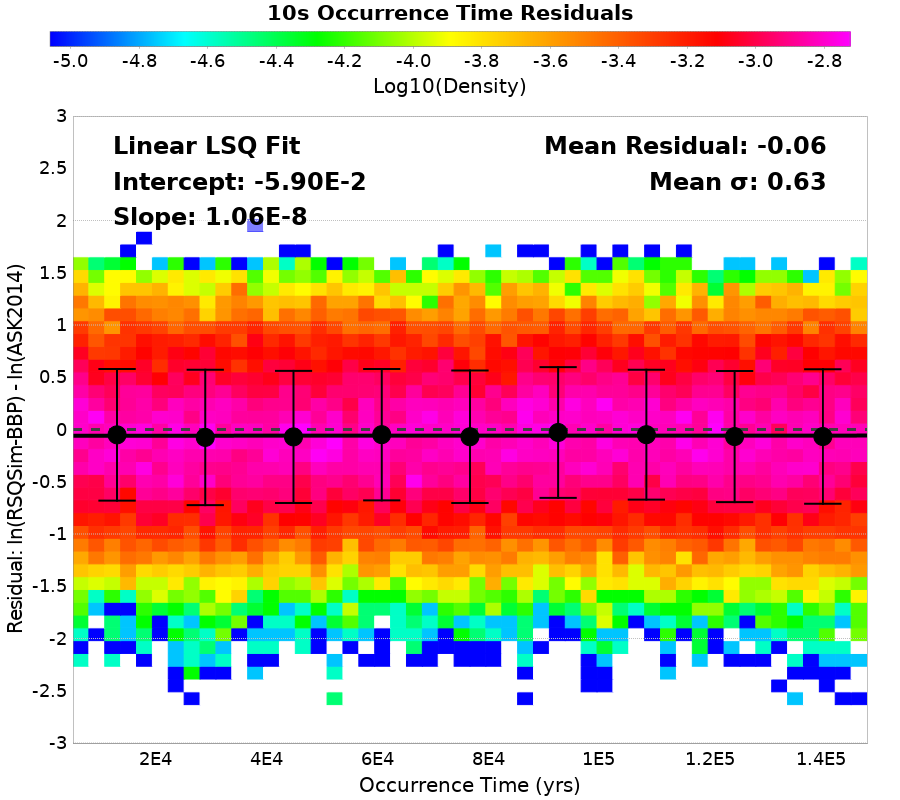 10s Occurrence Time Residuals
-5.0 -4.8 -4.6 -4.4 -4.2 -4.0 -3.8 -3.6 -3.4 -3.2 -3.0 -2.8
Log10(Density)
Linear LSQ Fit
Intercept: -5.90E-2
Slope: 1.06E-8
Mean Residual: -0.06
Mean σ: 0.63
3
2.5
2
1.5
1
0.5
0
-0.5
-1
-1.5
-2
-2.5
-3
Residual: ln(RSQSim-BBP) - ln(ASK2014)
2E4 4E4 6E4 8E4 1E5 1.2E5 1.4E5
Occurrence Time (yrs)